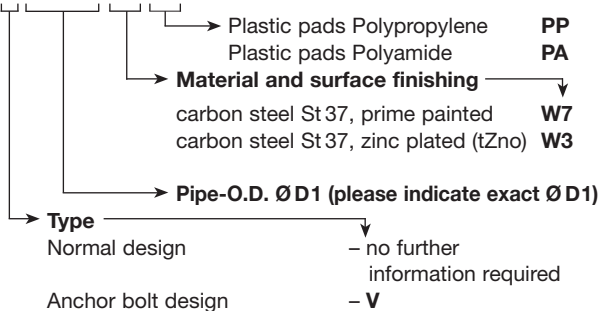 Plastic pads Polypropylene PP
Plastic pads Polyamide PA
Material and surface finishing
carbon steel St 37, prime painted W7
carbon steel St 37, zinc plated (tZno) W3
Pipe-O.D. Ø D1 (please indicate exact Ø D1)
Type
Normal design – no further
information required
Anchor bolt design – V